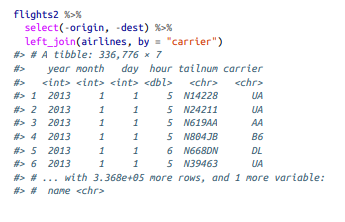 flights2 %>%
  select(-origin, -dest) %>%
  left_join(airlines, by = "carrier")
#> # A tibble: 336,776 × 7
#>    year month   day  hour tailnum carrier
#>   <int> <int> <int> <dbl>   <chr>   <chr>
#> 1  2013     1     1     5  N14228      UA
#> 2  2013     1     1     5  N24211      UA
#> 3  2013     1     1     5  N619AA      AA
#> 4  2013     1     1     5  N804JB      B6
#> 5  2013     1     1     6  N668DN      DL
#> 6  2013     1     1     5  N39463      UA
#> # ... with 3.368e+05 more rows, and 1 more variable:
#> #   name <chr>